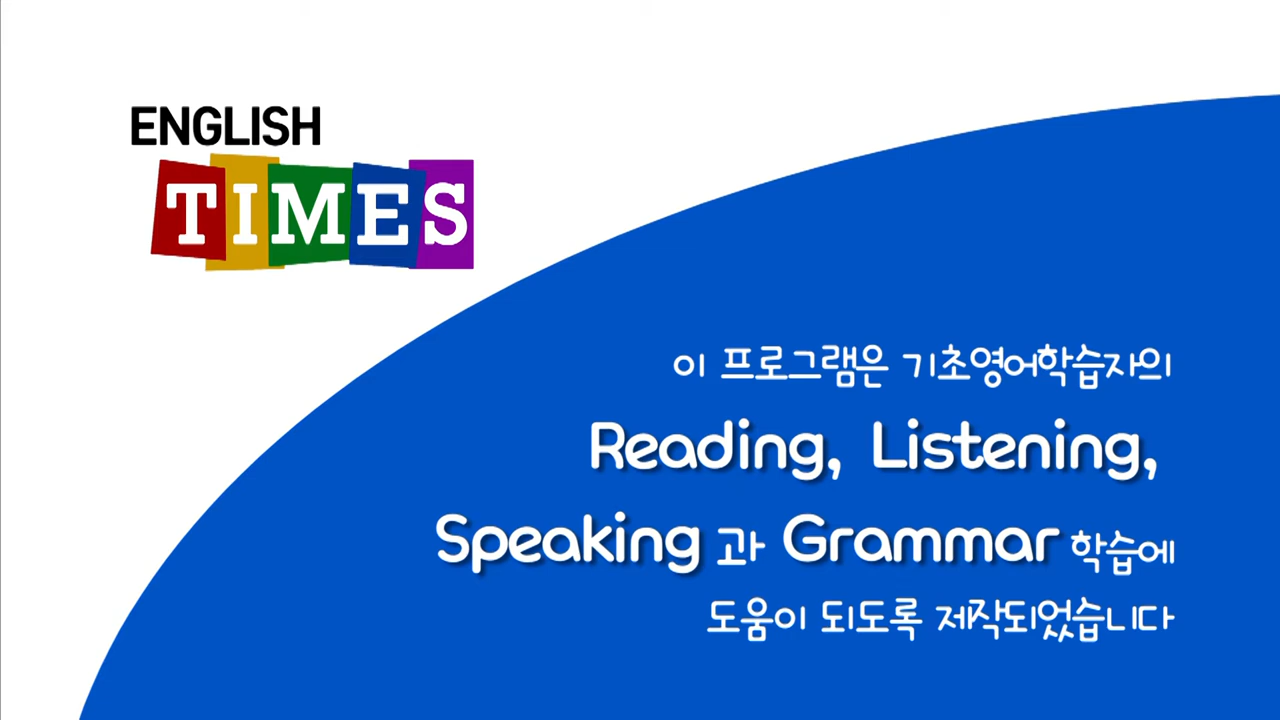 ENGLISH
TIMES
이 프로그램은 기초영어학습자의
Reading, Listening,
Speaking 과 Grammar 학습에
도움이 되도록 제작되었습니다